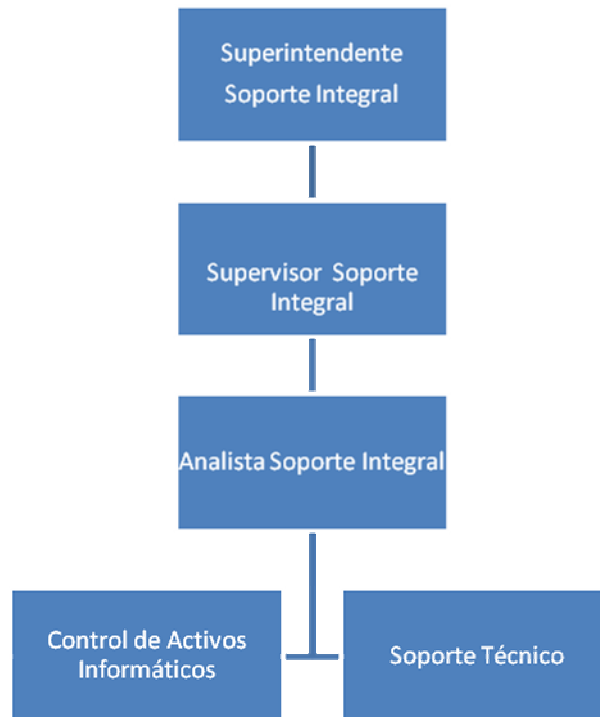 Superintendente
Soporte Integral
Supervisor Soporte
Integral
Analista Soporte Integral
Control de Activos
Informáticos
Soporte Técnico